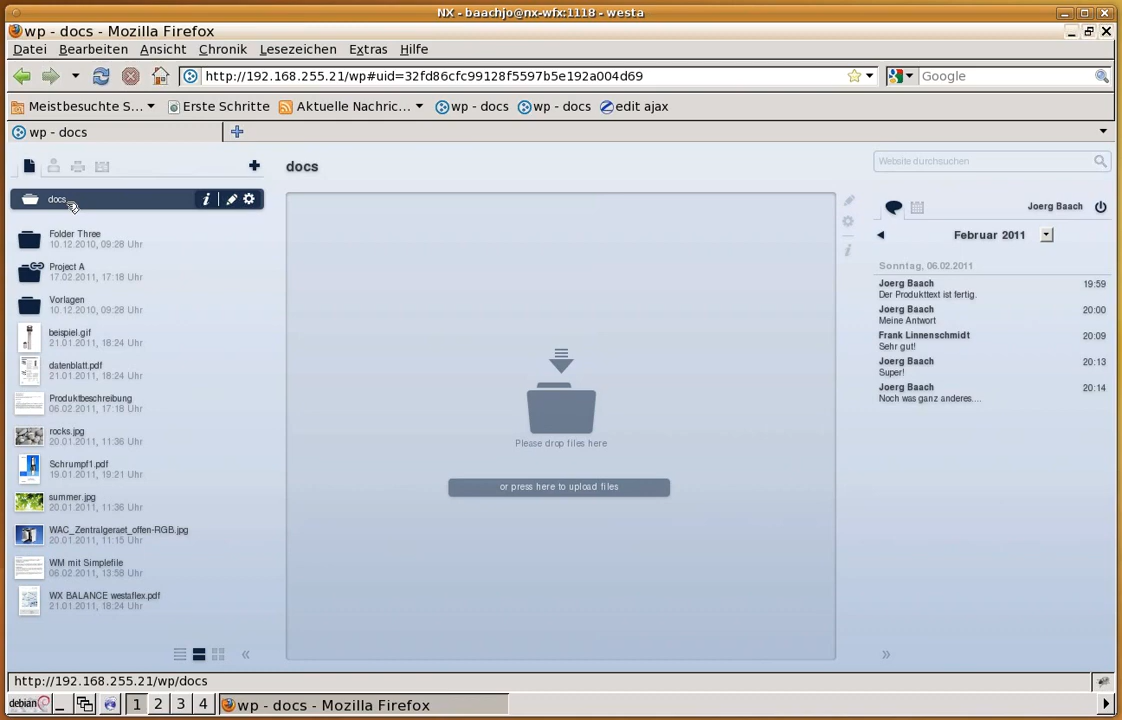 NX - baachjo@nx-wfx:1118 - westa
wp - docs - Mozilla Firefox
Datei Bearbeiten Ansicht Chronik Lesezeichen Extras Hilfe
http://192.168.255.21/wp#uid=32fd86cfc99128f5597b5e192a004d69
Google
Meistbesuchte S... Erste Schritte Aktuelle Nachric... wp - docs wp - docs edit ajax
wp - docs
docs
Website durchsuchen
docs
i
Joerg Baach
Februar 2011
Folder Three
10.12.2010, 09:28 Uhr
Project A
17.02.2011, 17:18 Uhr
Vorlagen
10.12.2010, 09:28 Uhr
beispiel.gif
21.01.2011, 18:24 Uhr
datenblatt.pdf
21.01.2011, 18:24 Uhr
Produktbeschreibung
06.02.2011, 17:18 Uhr
rocks.jpg
20.01.2011, 11:36 Uhr
Schrumpf1.pdf
19.01.2011, 19:21 Uhr
summer.jpg
20.01.2011, 11:36 Uhr
WAC_Zentralgeraet_offen-RGB.jpg
20.01.2011, 11:15 Uhr
WM mit Simplefile
06.02.2011, 13:58 Uhr
WX BALANCE westaflex.pdf
21.01.2011, 18:24 Uhr
Please drop files here
or press here to upload files
i
Sonntag, 06.02.2011
Joerg Baach 19:59
Der Produkttext ist fertig.
Joerg Baach 20:00
Meine Antwort
Frank Linnenschmidt 20:09
Sehr gut!
Joerg Baach 20:13
Super!
Joerg Baach 20:14
Noch was ganz anderes....
http://192.168.255.21/wp/docs
debian 1 2 3 4 wp - docs - Mozilla Firefox